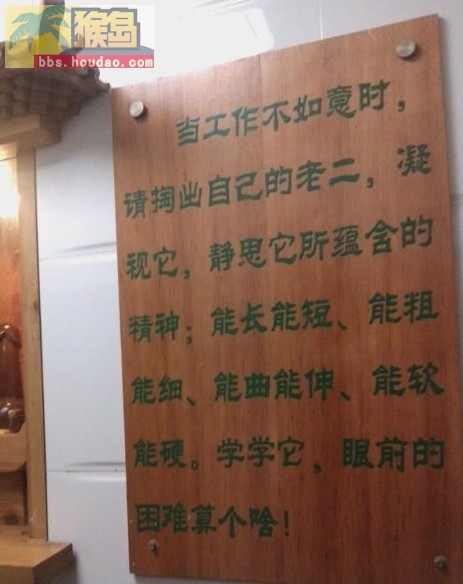 猴岛
bbs.houdao.com
当工作不如意时，
请掏出自己的老二，凝
视它，静思它所蕴含的
精神；能长能短、能粗
能细、能曲能伸、能软
能硬。学学它，眼前的
困难算个啥！